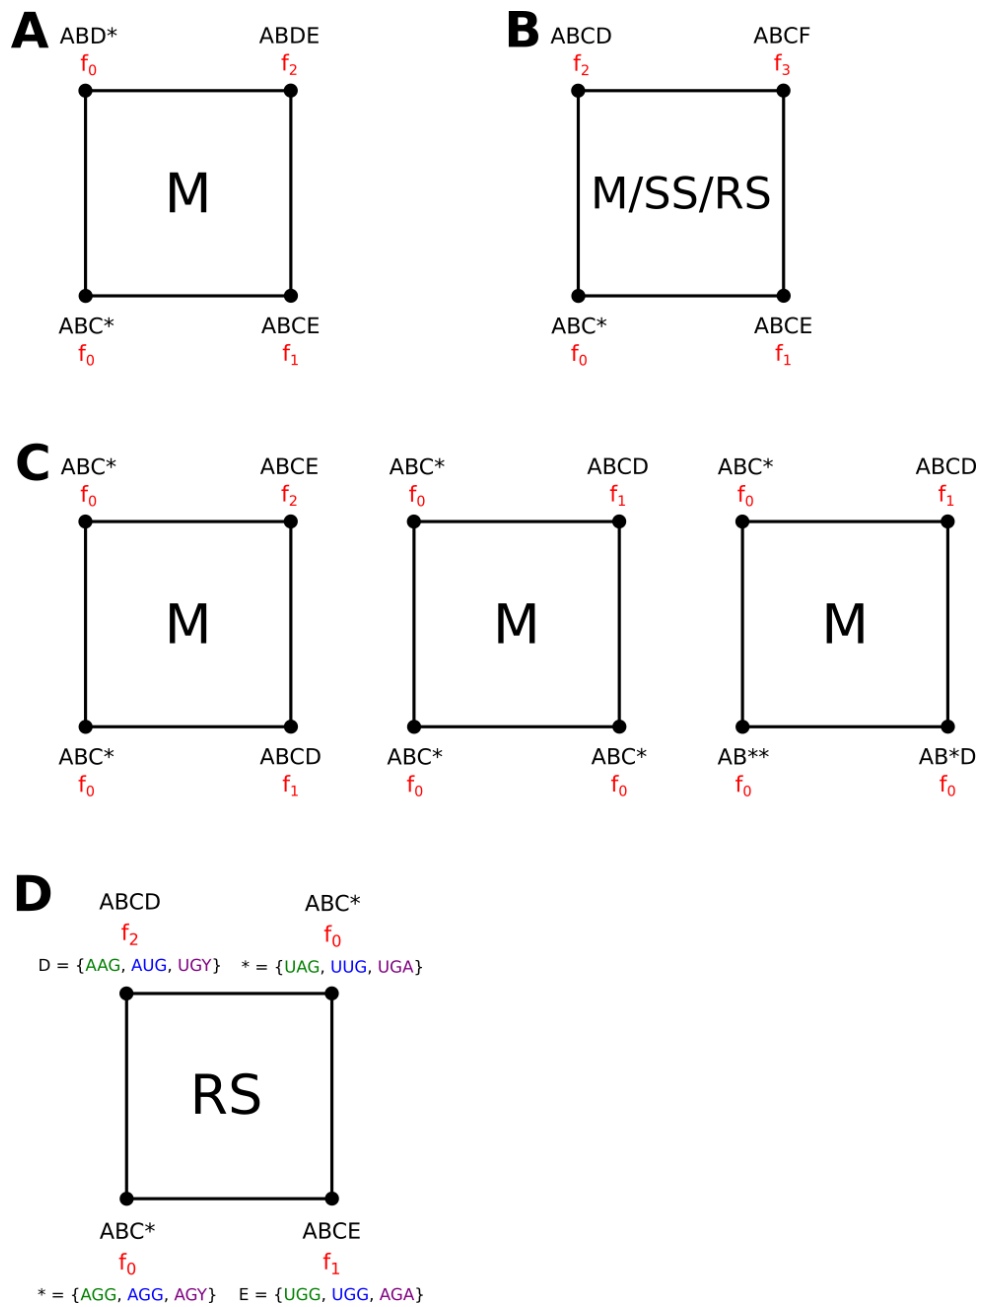 A B
ABD* ABDE ABCD ABCF
f0 f2 f2 f3
M M/SS/RS
ABC* ABCE ABC* ABCE
f0 f1 f0 f1
C
ABC* ABCE ABC* ABCD ABC* ABCD
f0 f2 f0 f1 f0 f1
M M M
ABC* ABCD ABC* ABC* AB** AB*D
f0 f1 f0 f0 f0 f0
D
ABCD ABC*
f2 f0
D = {AAG, AUG, UGY} * = {UAG, UUG, UGA}
RS
ABC* ABCE
f0 f1
* = {AGG, AGG, AGY} E = {UGG, UGG, AGA}